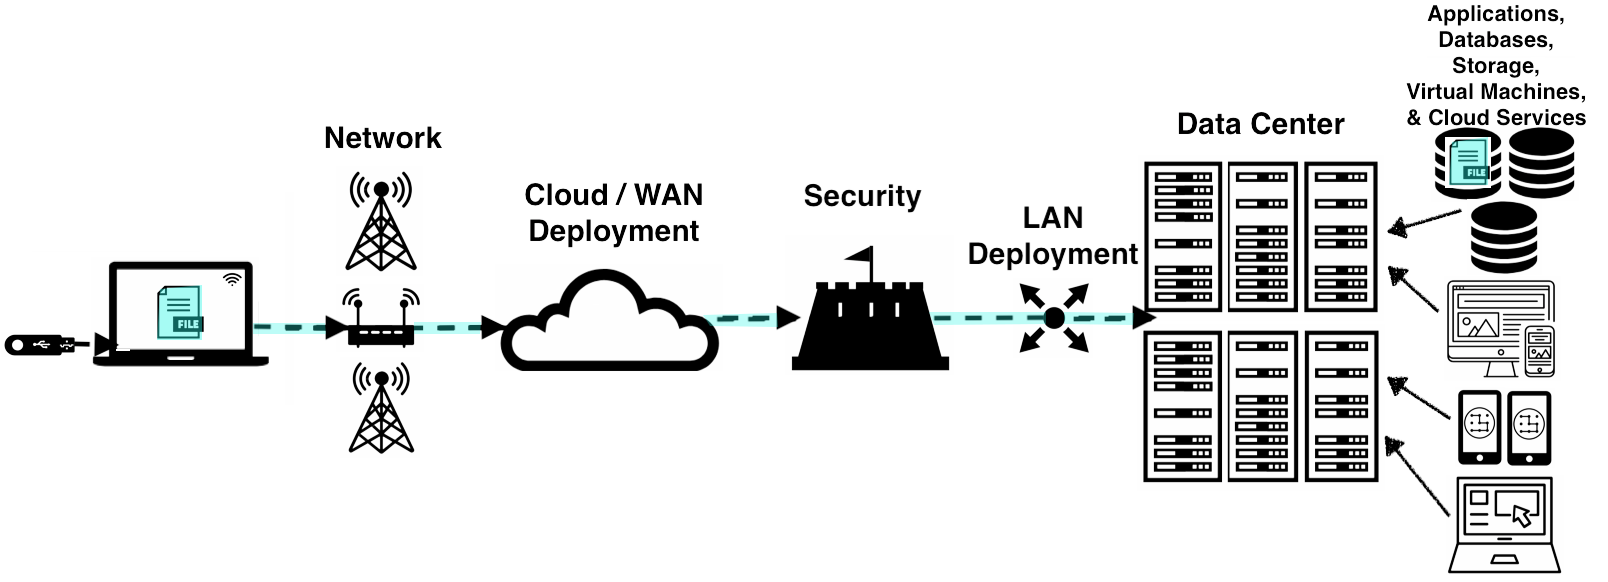 Applications,
Databases,
Storage,
Virtual Machines,
& Cloud Services
Data Center
Network
Cloud / WAN
Deployment
Security
LAN
Deployment
FILE
FILE